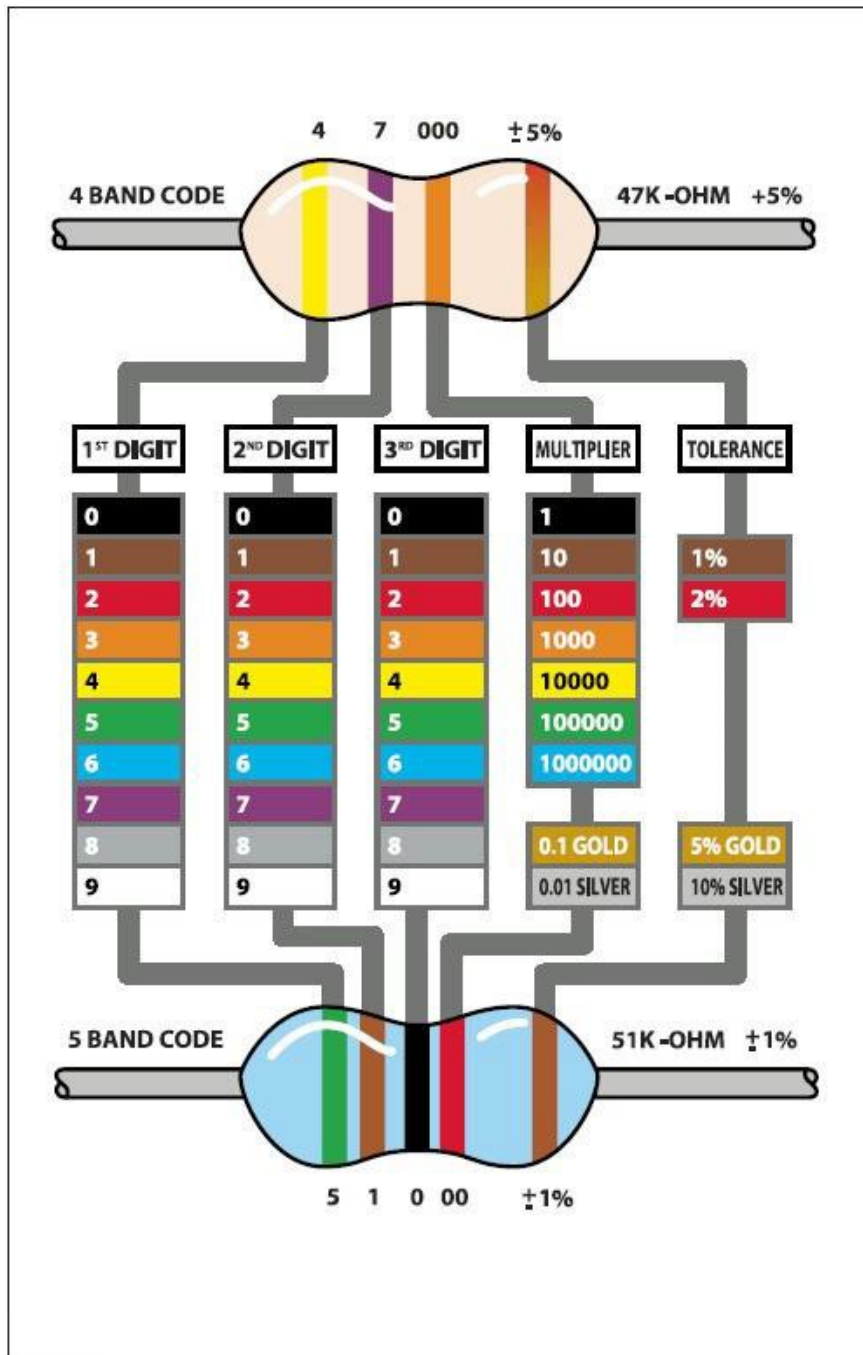 4 7 000 ±5%
4 BAND CODE
47K-OHM +5%
1ST DIGIT
2ND DIGIT
3RD DIGIT
MULTIPLIER
TOLERANCE
0 0 0 1
1 1 1 10 1%
2 2 2 100 2%
3 3 3 1000
4 4 4 10000
5 5 5 100000
6 6 6 1000000
7 7 7
8 8 8 0.1 GOLD 5% GOLD
9 9 9 0.01 SILVER 10% SILVER
5 BAND CODE
51K-OHM ±1%
5 1 0 00 ±1%